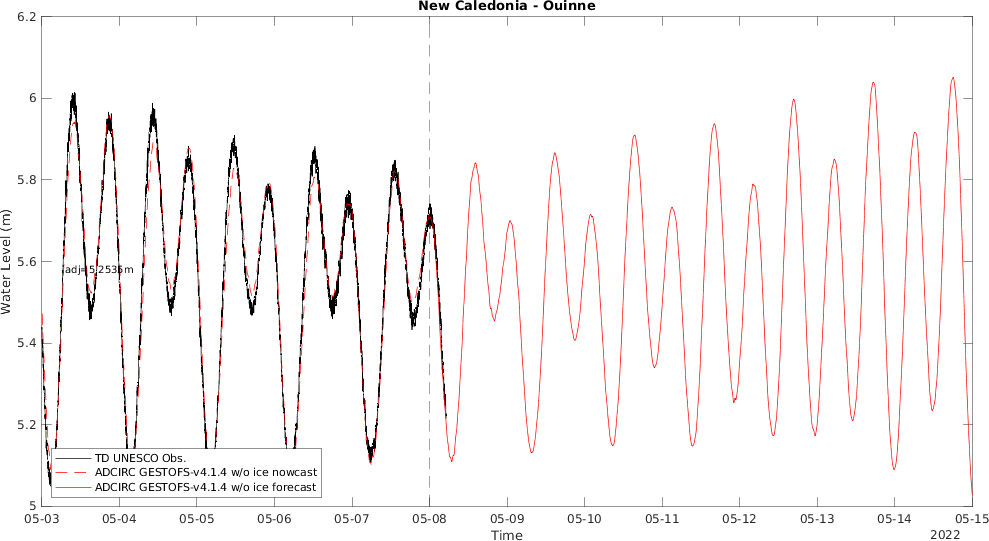 New Caledonia - Ouinne
6.2
6
5.8
5.6
5.4
5.2
5
Water Level (m)
adj=5.2535m
TD UNESCO Obs.
ADCIRC GESTOFS-v4.1.4 w/o ice nowcast
ADCIRC GESTOFS-v4.1.4 w/o ice forecast
05-03 05-04 05-05 05-06 05-07 05-08 05-09 05-10 05-11 05-12 05-13 05-14 05-15
Time
2022